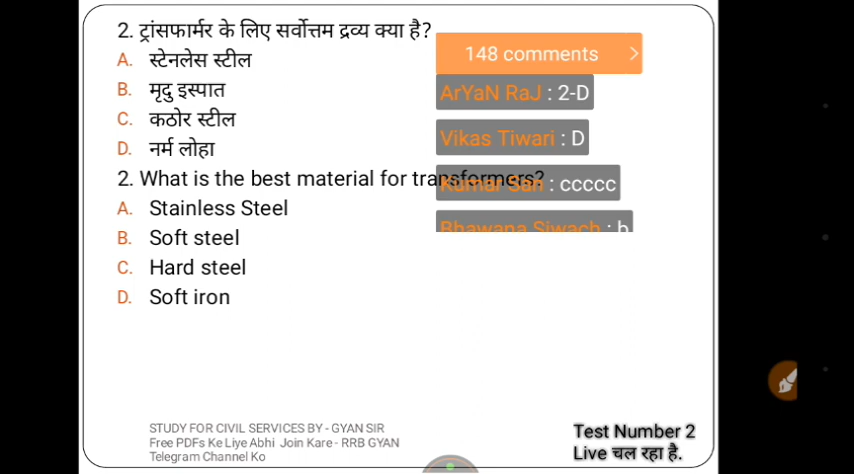 2. ट्रांसफार्मर के लिए सर्वोत्तम द्रव्य क्या है?
A. स्टेनलेस स्टील
B. मृदु इस्पात
C. कठोर स्टील
D. नर्म लोहा
2. What is the best material for transformers?
A. Stainless Steel
B. Soft steel
C. Hard steel
D. Soft iron
148 comments
ArYaN RaJ : 2-D
Vikas Tiwari : D
Kumar San : ccccc
Bhawana Siwach : b
STUDY FOR CIVIL SERVICES BY - GYAN SIR
Free PDFs Ke Liye Abhi Join Kare - RRB GYAN
Telegram Channel Ko
Test Number 2
Live चल रहा है.